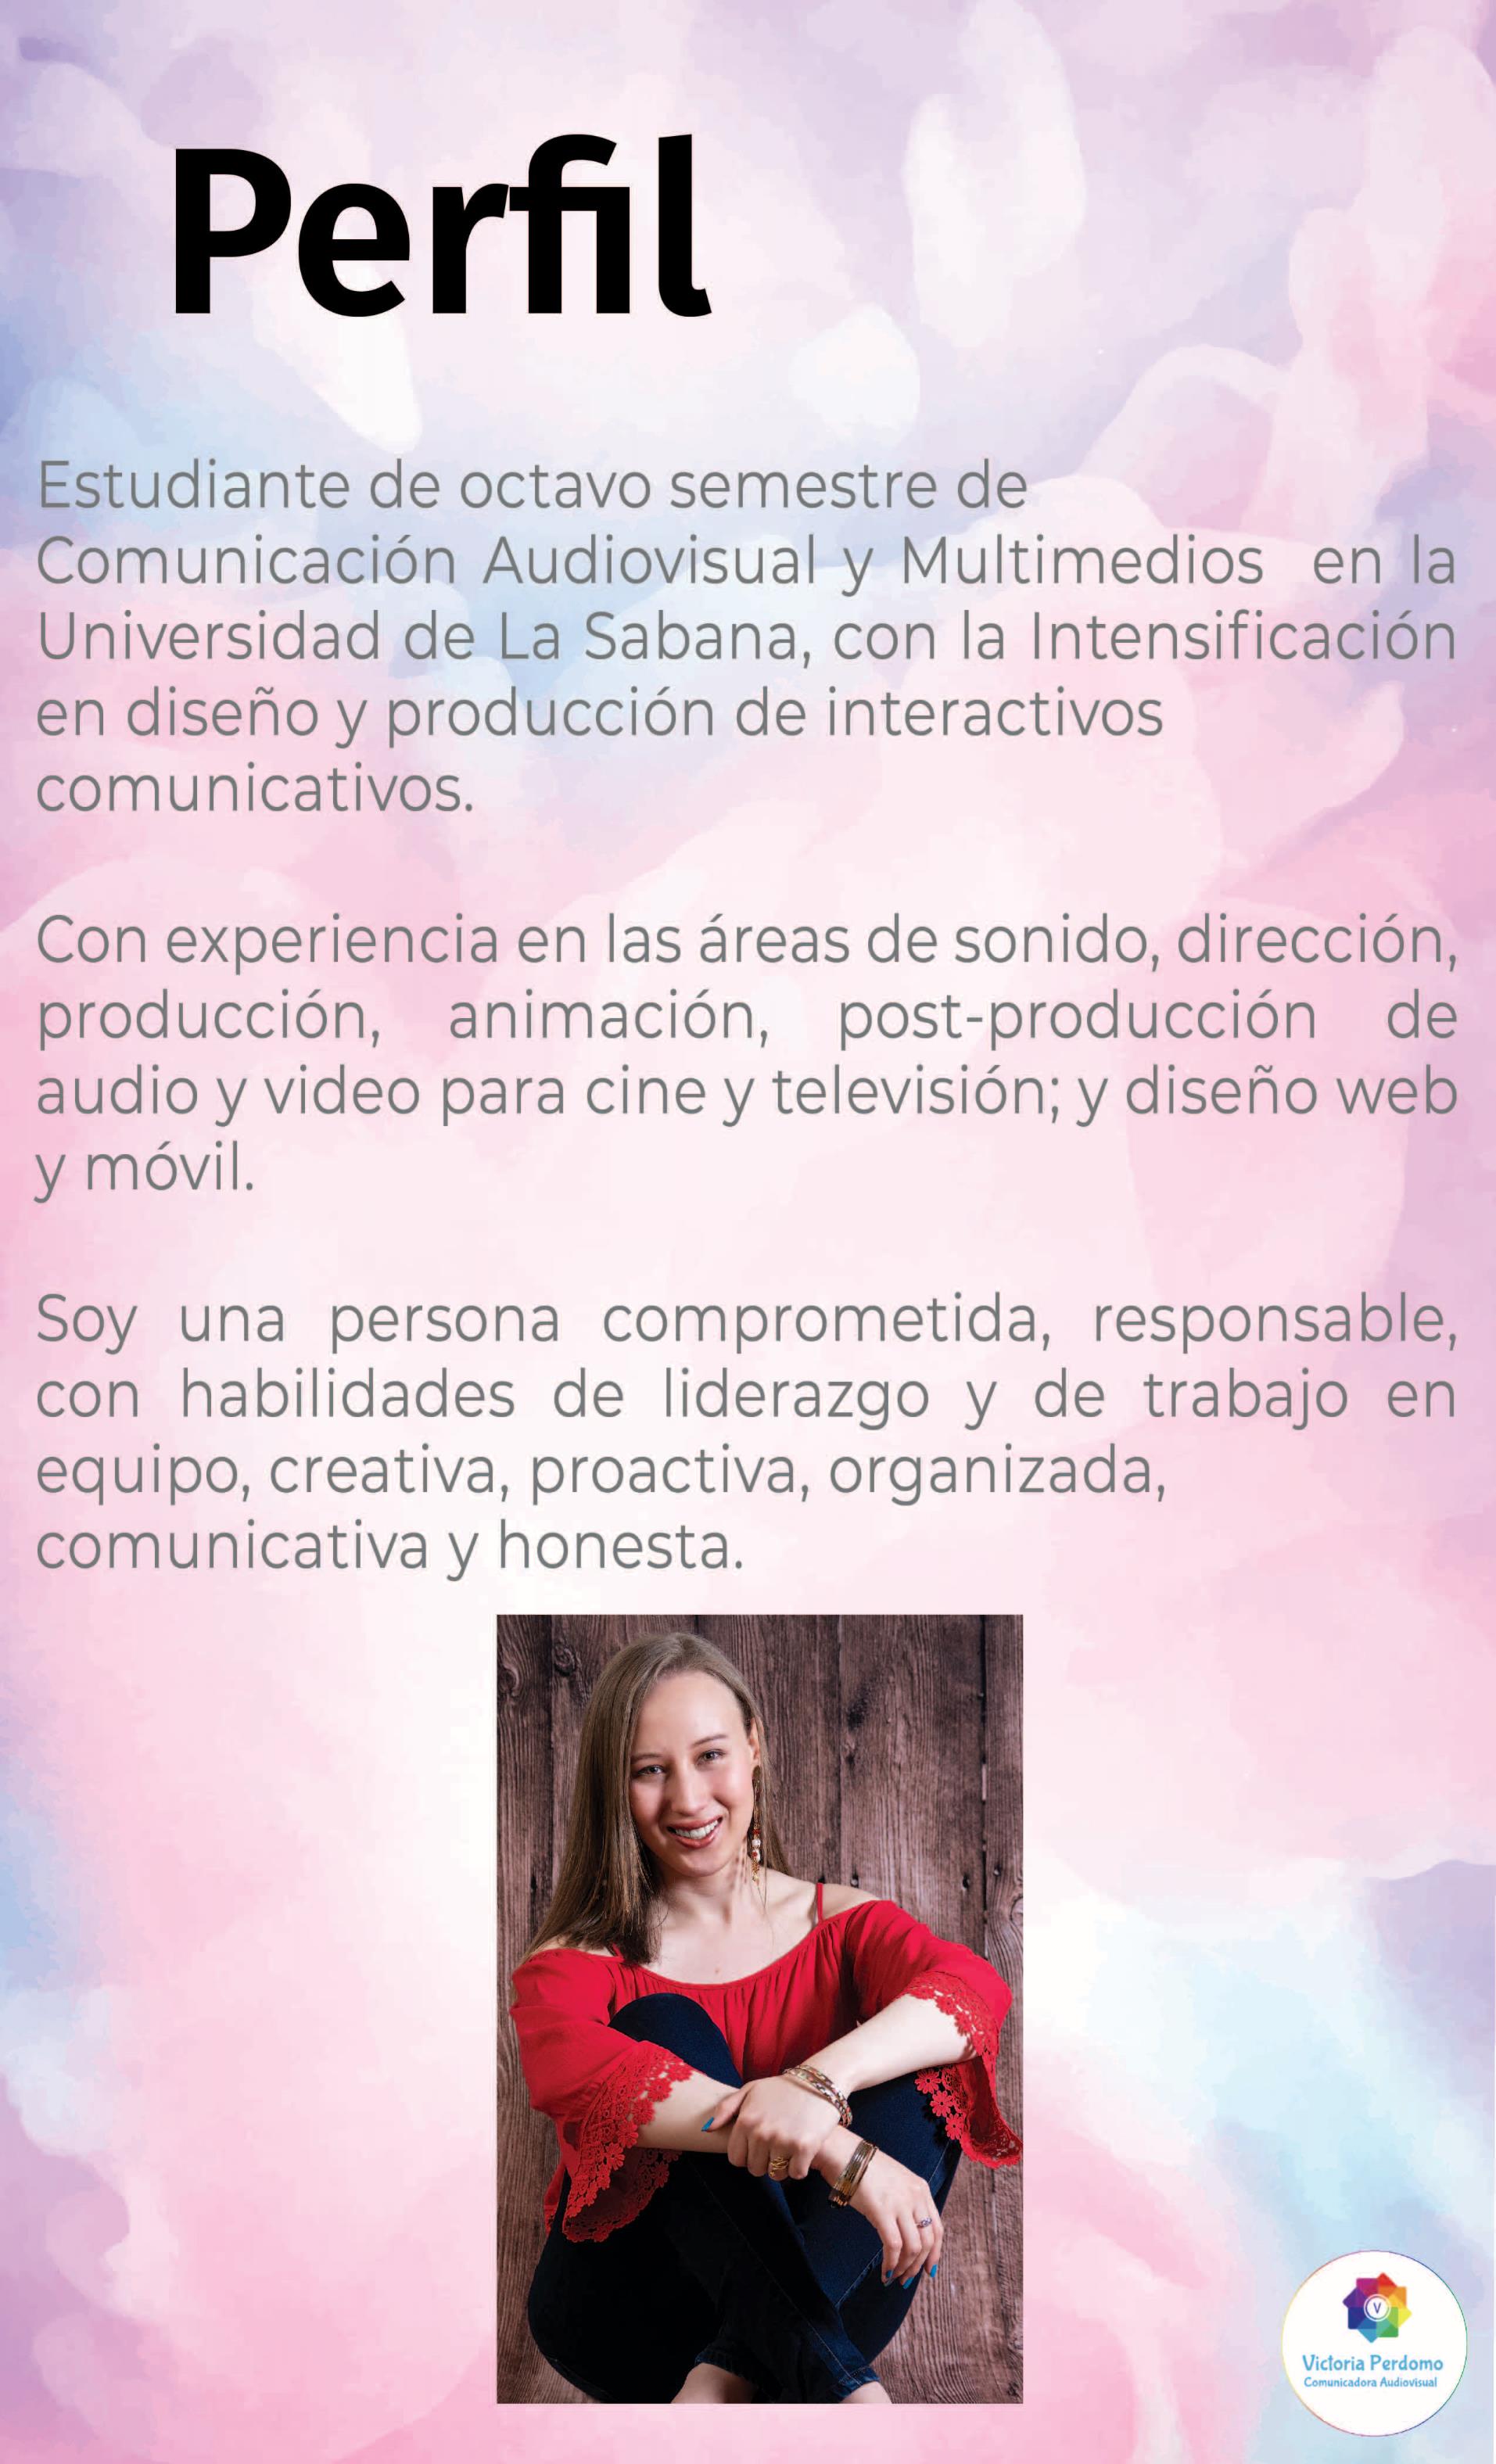 Perfil
Estudiante de octavo semestre de
Comunicación Audiovisual y Multimedios en la
Universidad de La Sabana, con la Intensificación
en diseño y producción de interactivos
comunicativos.
Con experiencia en las áreas de sonido, dirección,
producción, animación, post-producción de
audio y video para cine y televisión; y diseño web
y móvil.
Soy una persona comprometida, responsable,
con habilidades de liderazgo y de trabajo en
equipo, creativa, proactiva, organizada,
comunicativa y honesta.
V
Victoria Perdomo
Comunicadora Audiovisual